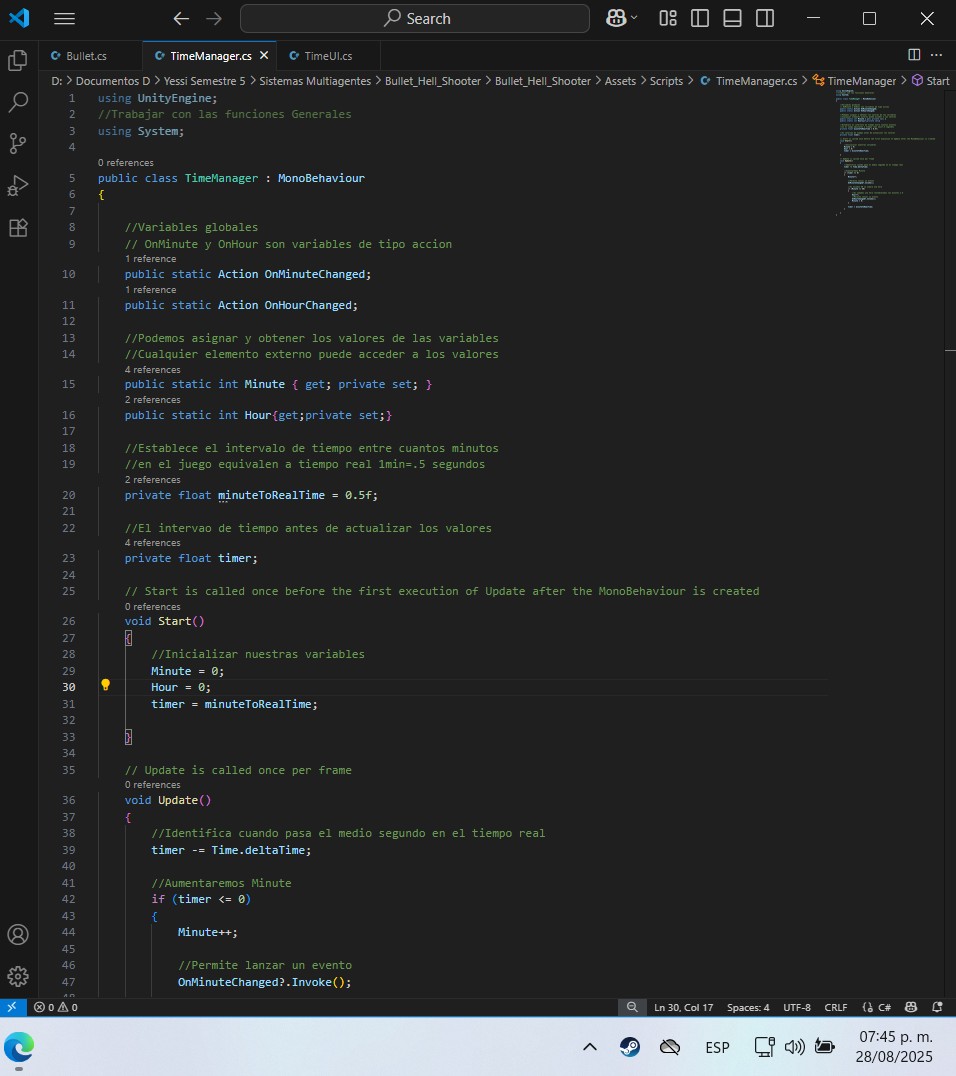 Search
Bullet.cs
TimeManager.cs
TimeUI.cs
D: > Documentos D > Yessi Semestre 5 > Sistemas Multiagentes > Bullet_Hell_Shooter > Bullet_Hell_Shooter > Assets > Scripts > TimeManager.cs > TimeManager > Start
1 using UnityEngine;
2 //Trabajar con las funciones Generales
3 using System;
4
0 references
5 public class TimeManager : MonoBehaviour
6 {
7
8 //Variables globales
9 // OnMinute y OnHour son variables de tipo accion
1 reference
10 public static Action OnMinuteChanged;
1 reference
11 public static Action OnHourChanged;
12
13 //Podemos asignar y obtener los valores de las variables
14 //Cualquier elemento externo puede acceder a los valores
4 references
15 public static int Minute { get; private set; }
2 references
16 public static int Hour{get;private set;}
17
18 //Establece el intervalo de tiempo entre cuantos minutos
19 //en el juego equivalen a tiempo real 1min=.5 segundos
2 references
20 private float minuteToRealTime = 0.5f;
21
22 //El intervao de tiempo antes de actualizar los valores
4 references
23 private float timer;
24
25 // Start is called once before the first execution of Update after the MonoBehaviour is created
0 references
26 void Start()
27 {
28 //Inicializar nuestras variables
29 Minute = 0;
30 Hour = 0;
31 timer = minuteToRealTime;
32
33 }
34
35 // Update is called once per frame
0 references
36 void Update()
37 {
38 //Identifica cuando pasa el medio segundo en el tiempo real
39 timer -= Time.deltaTime;
40
41 //Aumentaremos Minute
42 if (timer <= 0)
43 {
44 Minute++;
45
46 //Permite lanzar un evento
47 OnMinuteChanged?.Invoke();
0 0
Ln 30, Col 17
Spaces: 4
UTF-8
CRLF
{} C#
ESP
07:45 p. m.
28/08/2025